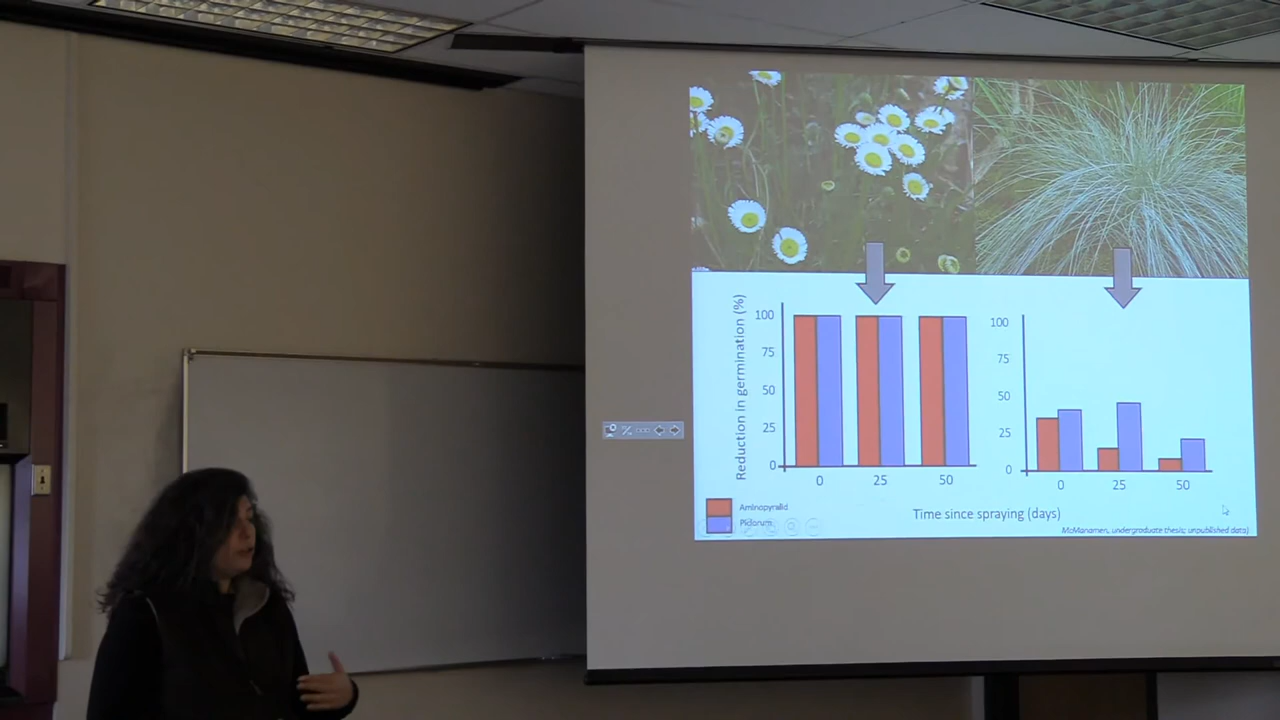 Reduction in germination (%)
100
75
50
25
0
0 25 50
100
75
50
25
0
0 25 50
Time since spraying (days)
Aminopyralid
McManamen, undergraduate thesis; unpublished data)